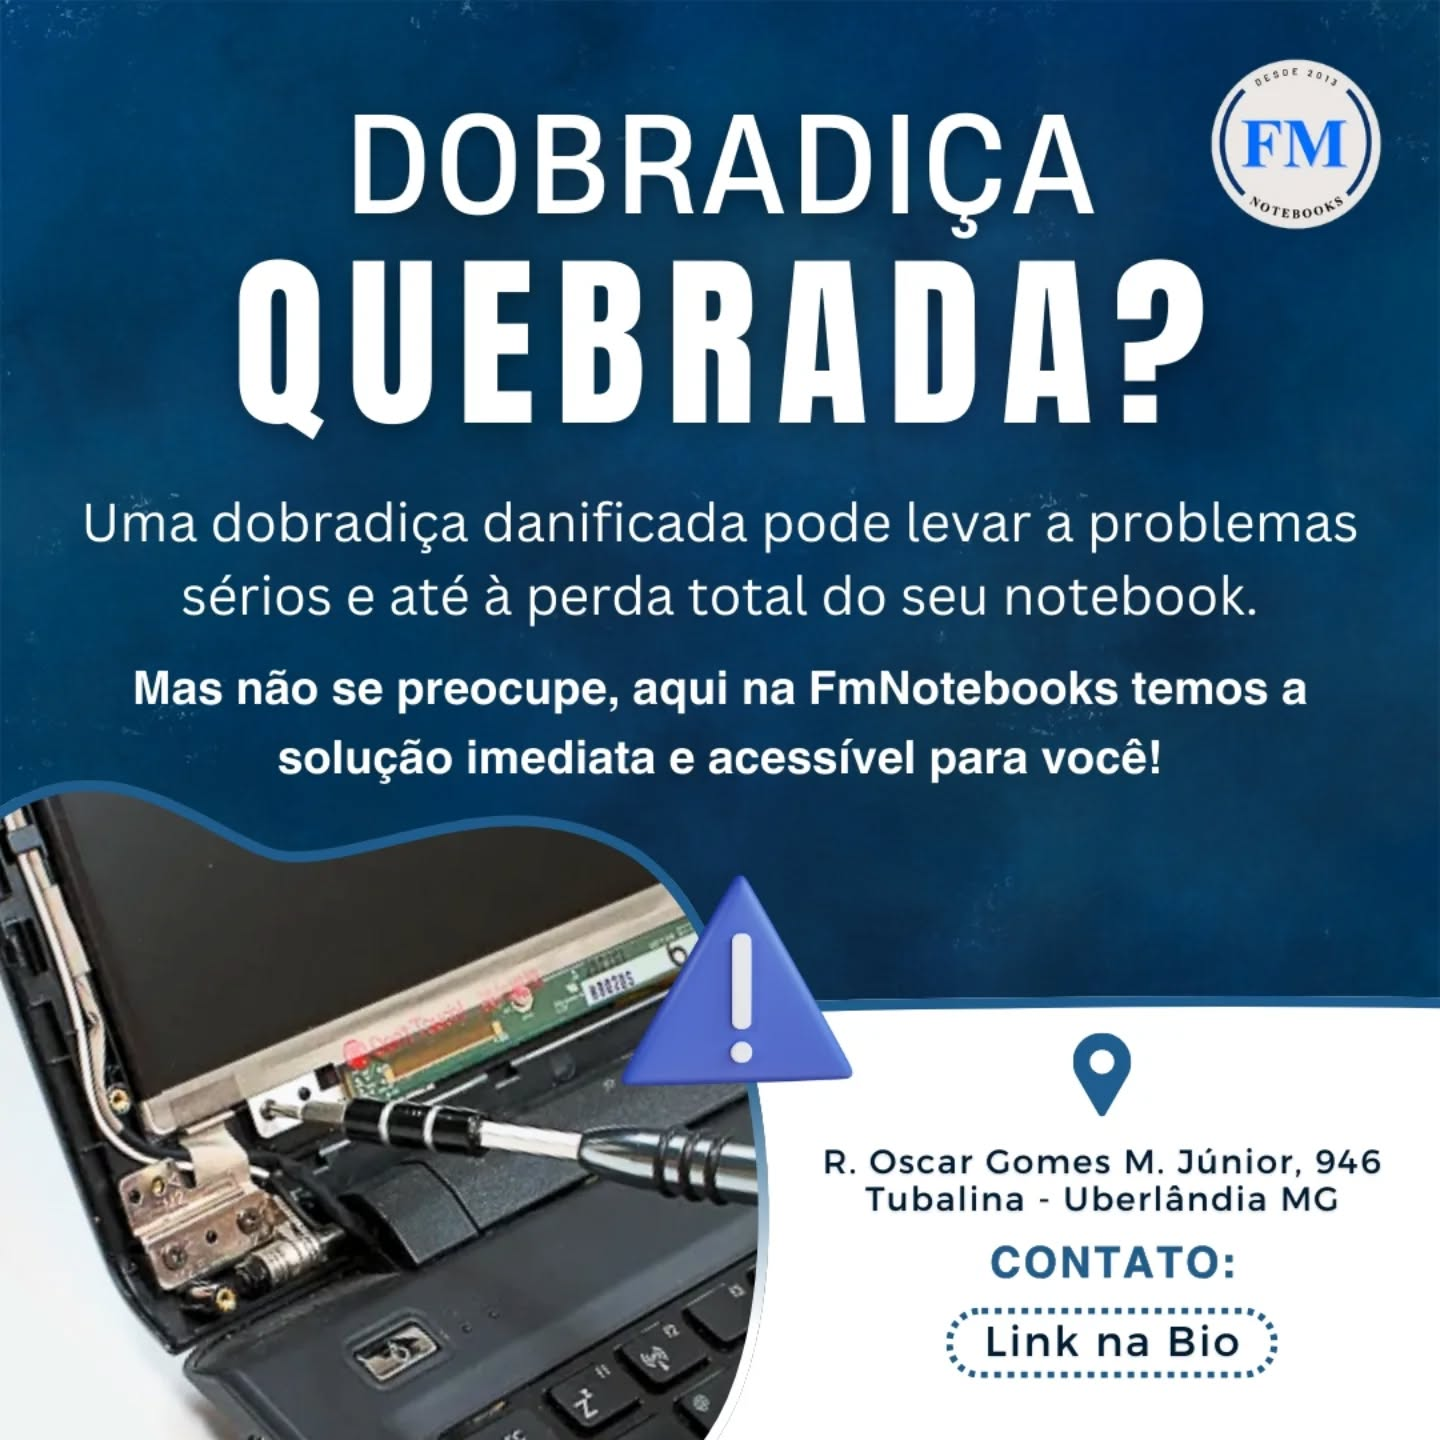 DESDE 2013
FM
NOTEBOOKS
DOBRADIÇA
QUEBRADA?
Uma dobradiça danificada pode levar a problemas
sérios e até à perda total do seu notebook.
Mas não se preocupe, aqui na FmNotebooks temos a
solução imediata e acessível para você!
R. Oscar Gomes M. Júnior, 946
Tubalina - Uberlândia MG
CONTATO:
Link na Bio